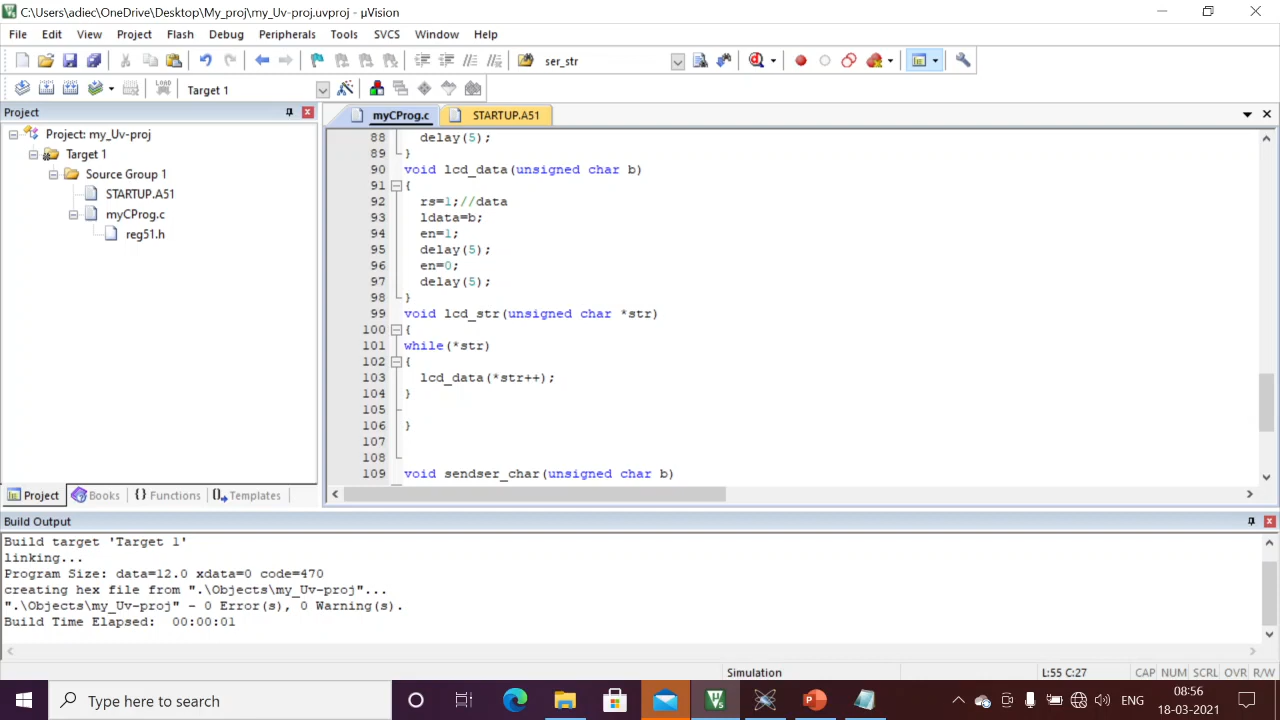 C:\Users\adiec\OneDrive\Desktop\My_proj\my_Uv-proj.uvproj - µVision
File Edit View Project Flash Debug Peripherals Tools SVCS Window Help
ser_str
LOAD Target 1
Project
myCProg.c STARTUP.A51
Project: my_Uv-proj
Target 1
Source Group 1
STARTUP.A51
myCProg.c
reg51.h
88 delay(5);
89 }
90 void lcd_data(unsigned char b)
91 {
92 rs=1;//data
93 ldata=b;
94 en=1;
95 delay(5);
96 en=0;
97 delay(5);
98 }
99 void lcd_str(unsigned char *str)
100 {
101 while(*str)
102 {
103 lcd_data(*str++);
104 }
105
106 }
107
108
109 void sendser_char(unsigned char b)
Project Books {} Functions Templates
Build Output
Build target 'Target 1'
linking...
Program Size: data=12.0 xdata=0 code=470
creating hex file from ".\Objects\my_Uv-proj"...
".\Objects\my_Uv-proj" - 0 Error(s), 0 Warning(s).
Build Time Elapsed: 00:00:01
Simulation L:55 C:27 CAP NUM SCRL OVR R/W
Type here to search
ENG
08:56
18-03-2021